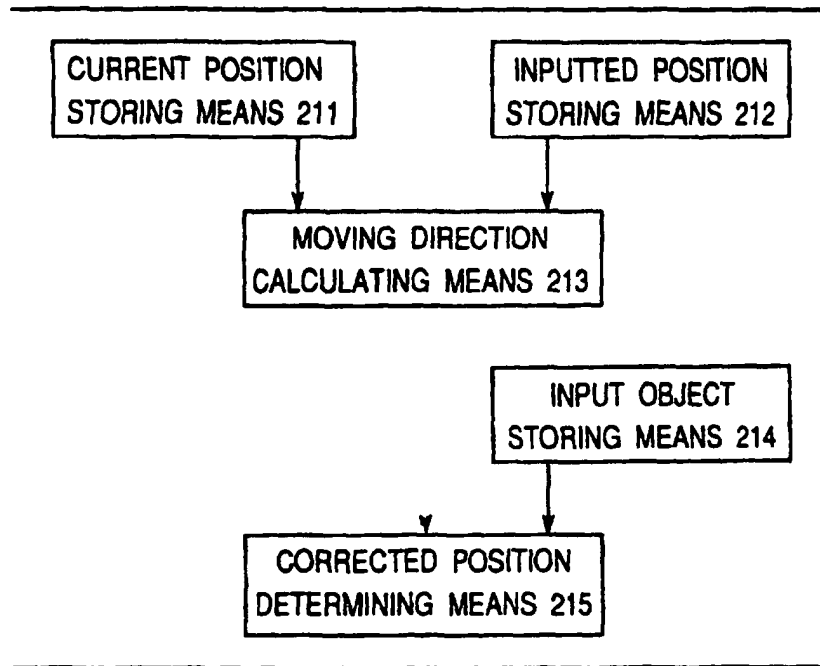 CURRENT POSITION
STORING MEANS 211
INPUTTED POSITION
STORING MEANS 212
MOVING DIRECTION
CALCULATING MEANS 213
INPUT OBJECT
STORING MEANS 214
CORRECTED POSITION
DETERMINING MEANS 215